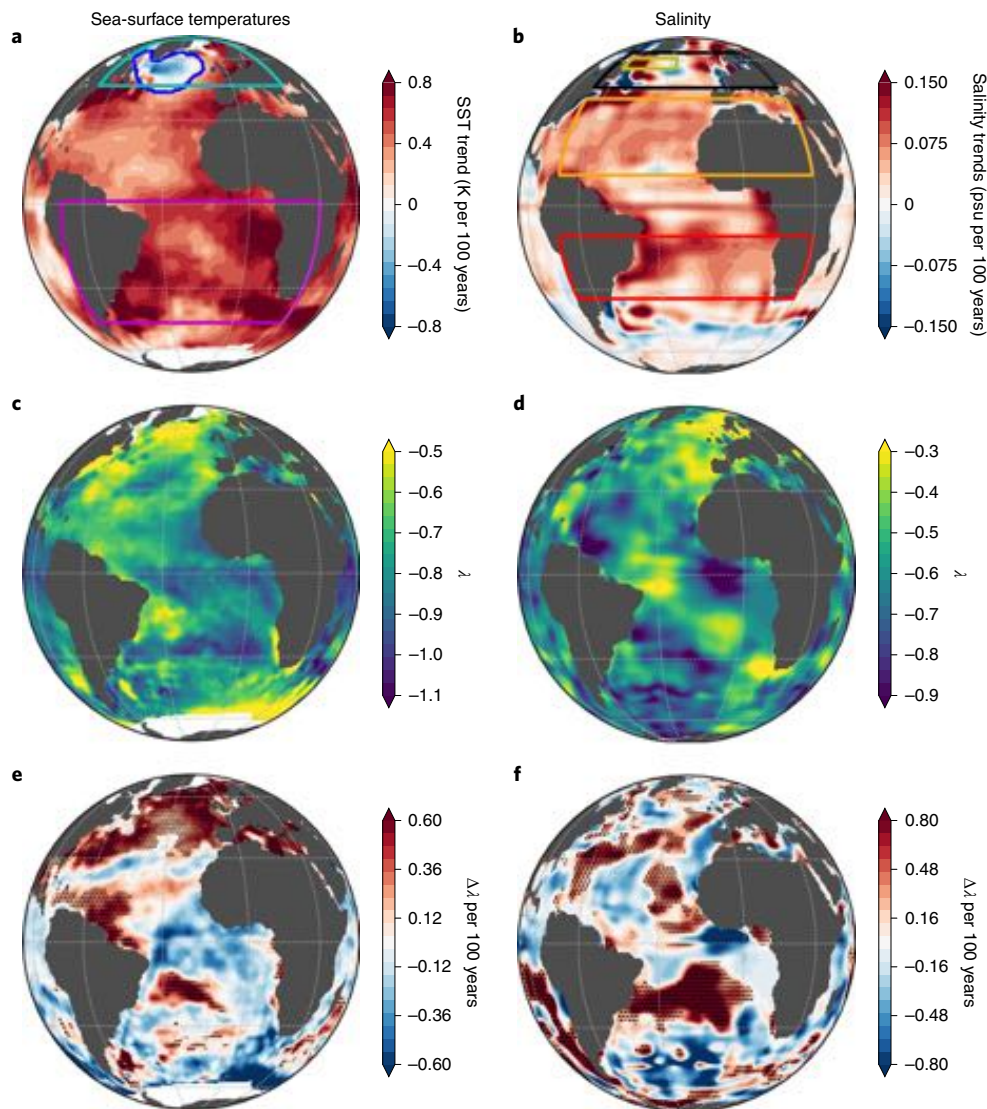 Sea-surface temperatures
Salinity
a
b
0.8
0.4
0
−0.4
−0.8
SST trend (K per 100 years)
0.150
0.075
0
−0.075
−0.150
Salinity trends (psu per 100 years)
c
d
−0.5
−0.6
−0.7
−0.8
−0.9
−1.0
−1.1
λ
−0.3
−0.4
−0.5
−0.6
−0.7
−0.8
−0.9
λ
e
f
0.60
0.36
0.12
−0.12
−0.36
−0.60
Δλ per 100 years
0.80
0.48
0.16
−0.16
−0.48
−0.80
Δλ per 100 years